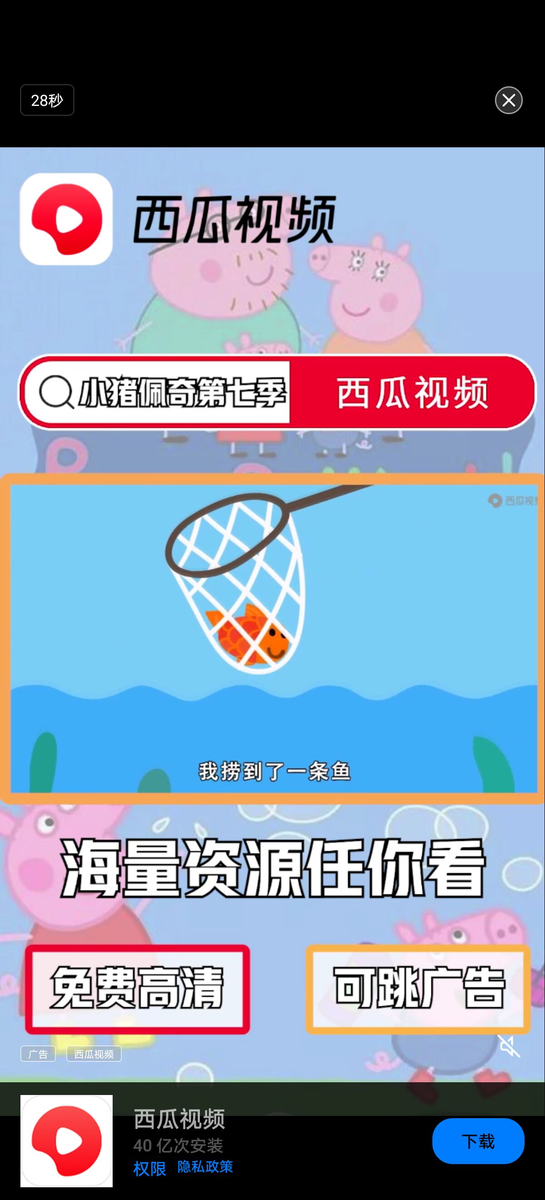 28秒
西瓜视频
小猪佩奇第七季
西瓜视频
西瓜视频
我捞到了一条鱼
海量资源任你看
免费高清
可跳广告
广告
西瓜视频
西瓜视频
40 亿次安装
权限 隐私政策
下载